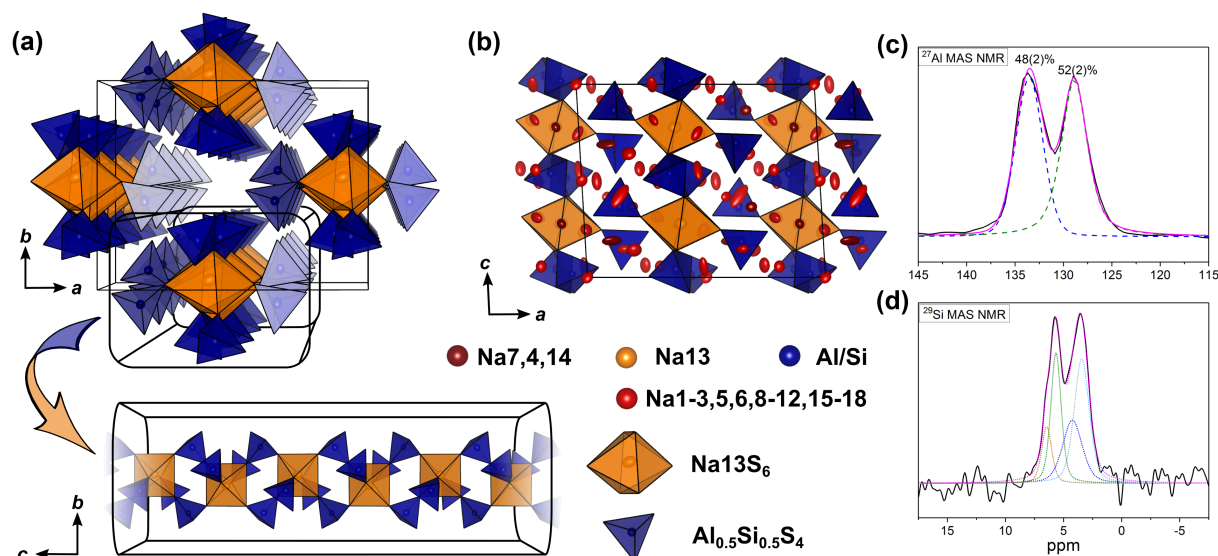 (a)
b
a
(b)
c
a
(c)
27Al MAS NMR
48(2)%
52(2)%
145 140 135 130 125 120 115
(d)
29Si MAS NMR
15 10 5 0 -5
ppm
Na7,4,14
Na13
Al/Si
Na1-3,5,6,8-12,15-18
Na13S6
Al0.5Si0.5S4
b
c